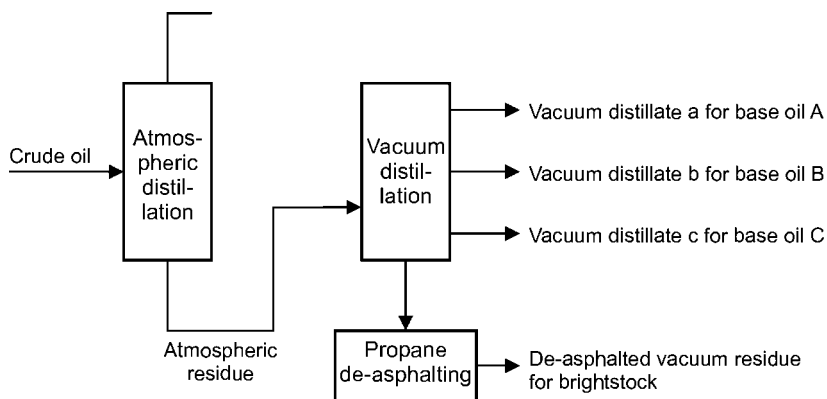 Crude oil
Atmos-
pheric
distil-
lation
Atmospheric
residue
Vacuum
distil-
lation
Vacuum distillate a for base oil A
Vacuum distillate b for base oil B
Vacuum distillate c for base oil C
Propane
de-asphalting
De-asphalted vacuum residue
for brightstock